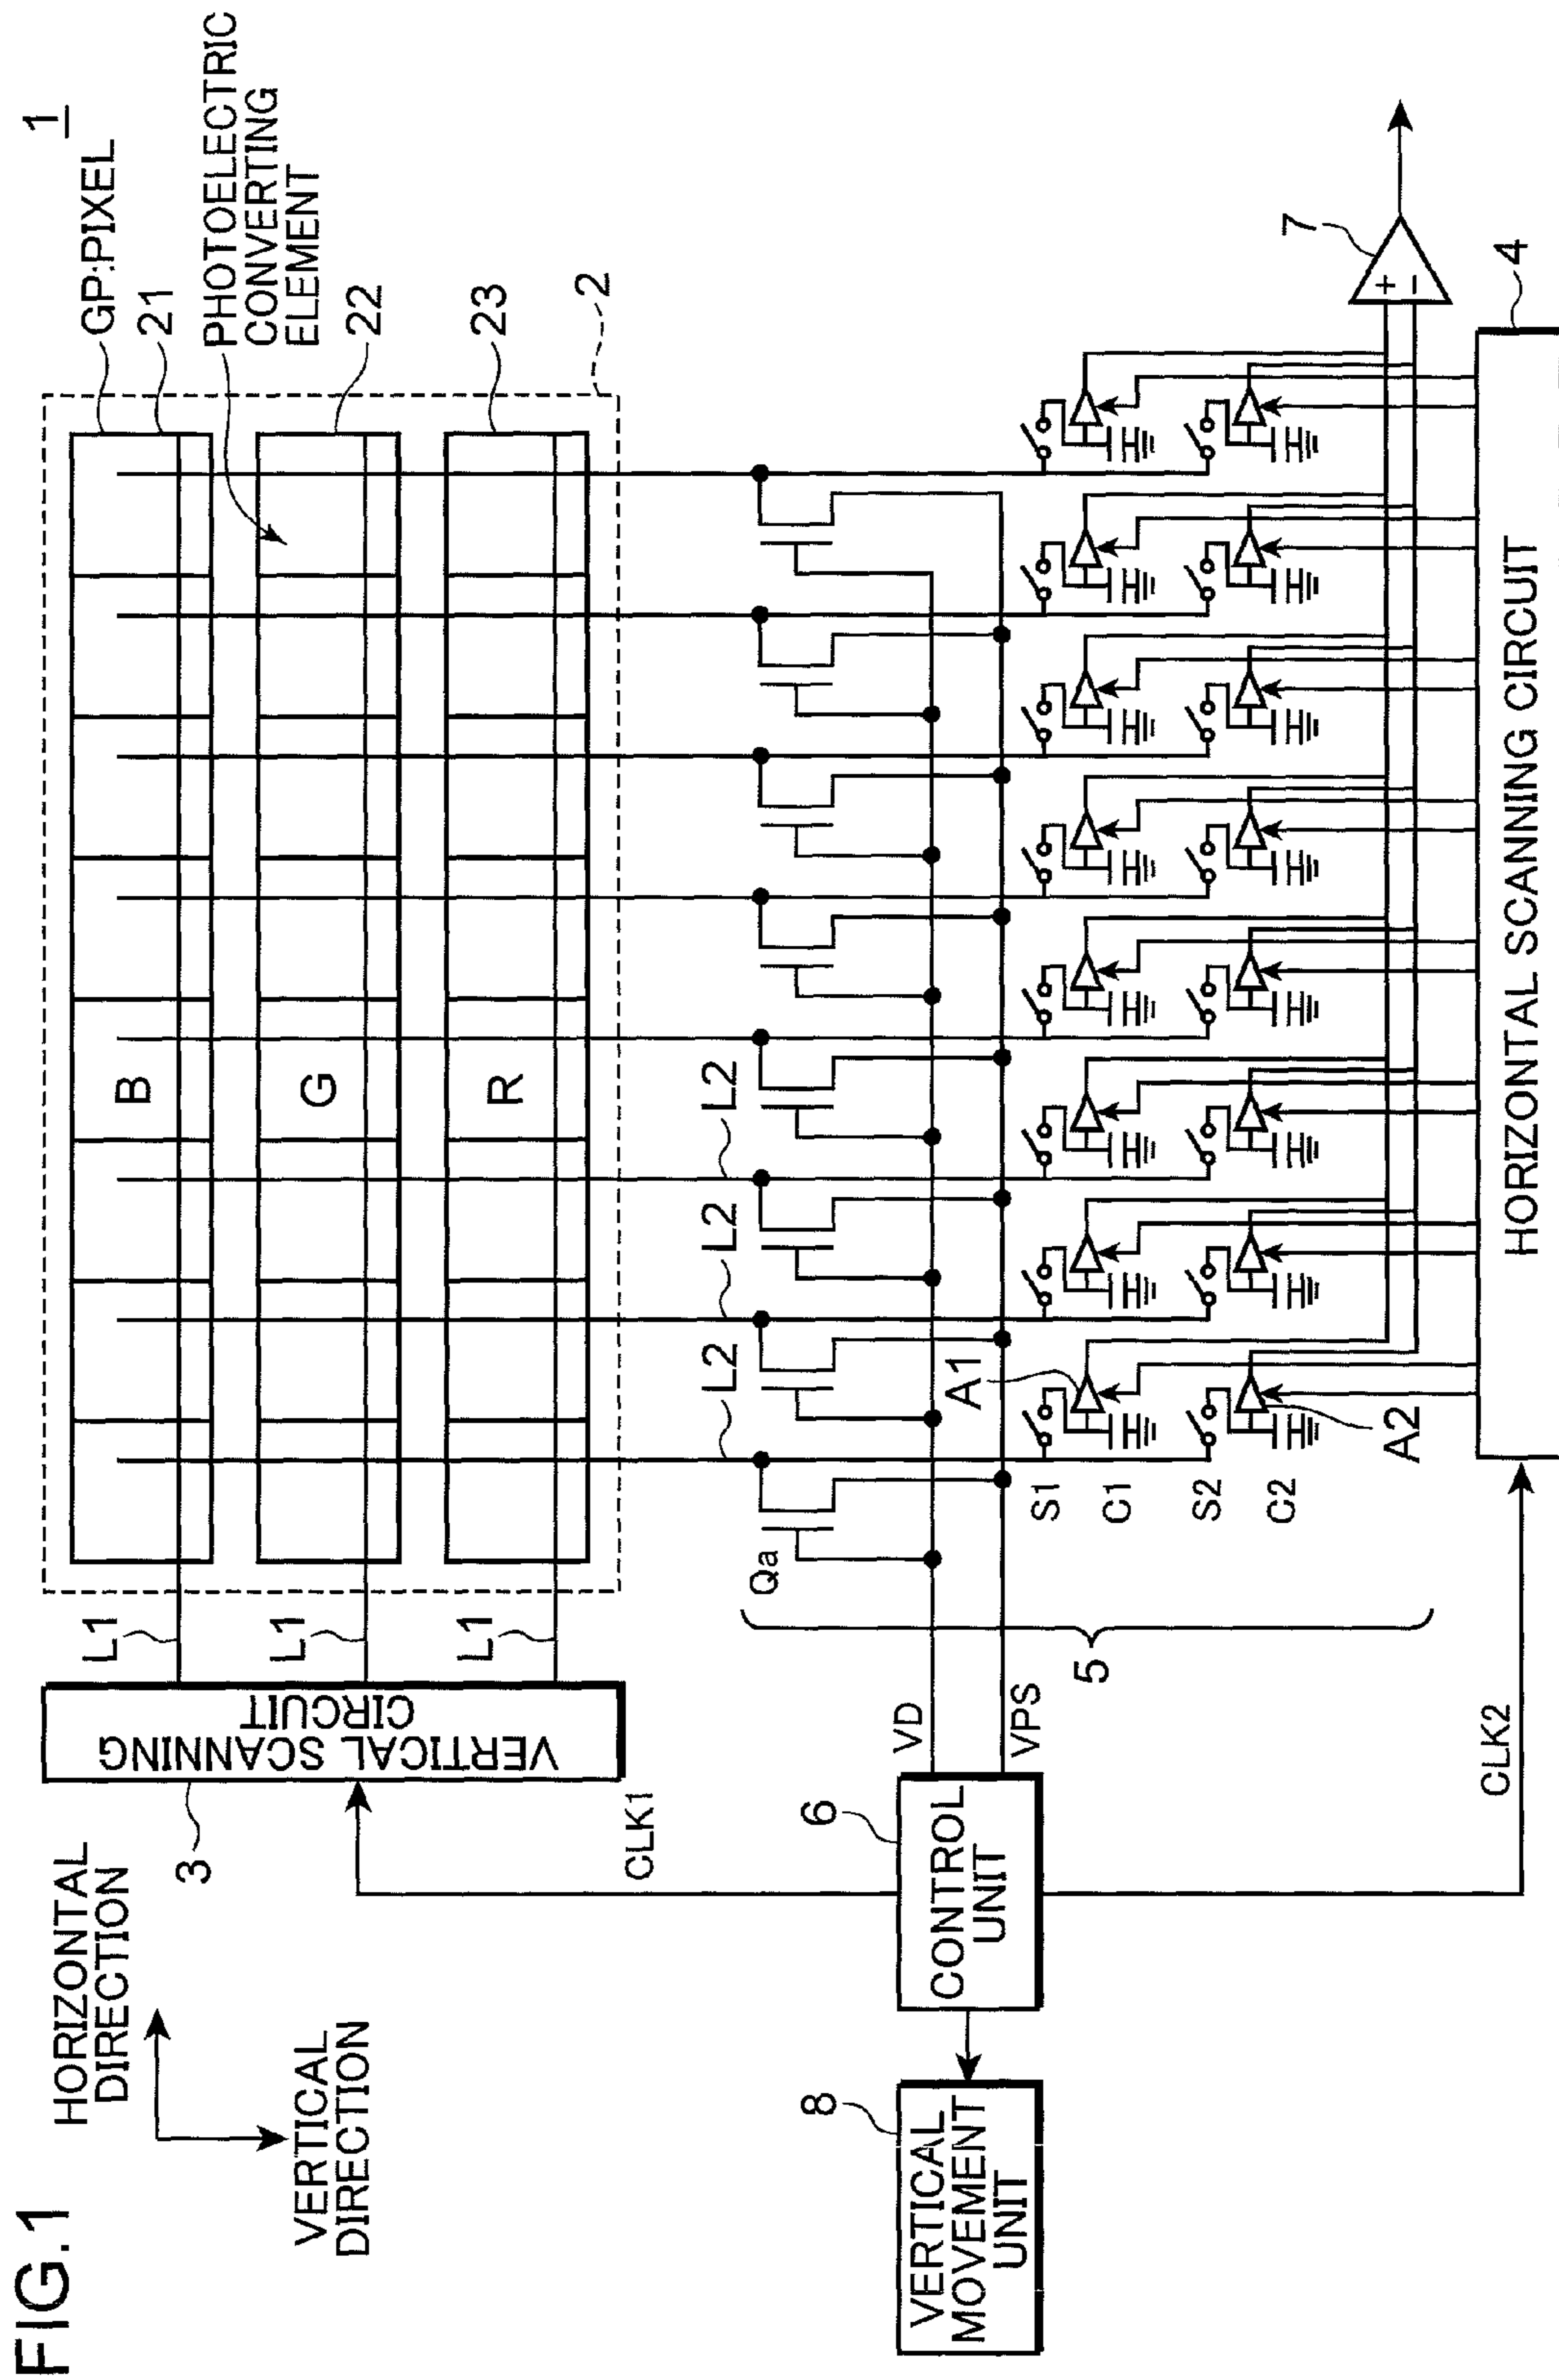 FIG.1
HORIZONTAL
DIRECTION
VERTICAL
DIRECTION
1
GP:PIXEL
21
PHOTOELECTRIC
CONVERTING
ELEMENT
22
23
2
B
G
R
L1
L1
L1
VERTICAL SCANNING
CIRCUIT
3
CLK1
L2
L2
L2
Qa
VD
VPS
6
CONTROL
UNIT
8
VERTICAL
MOVEMENT
UNIT
5
S1
C1
S2
C2
A1
A2
7
+
−
4
HORIZONTAL SCANNING CIRCUIT
CLK2